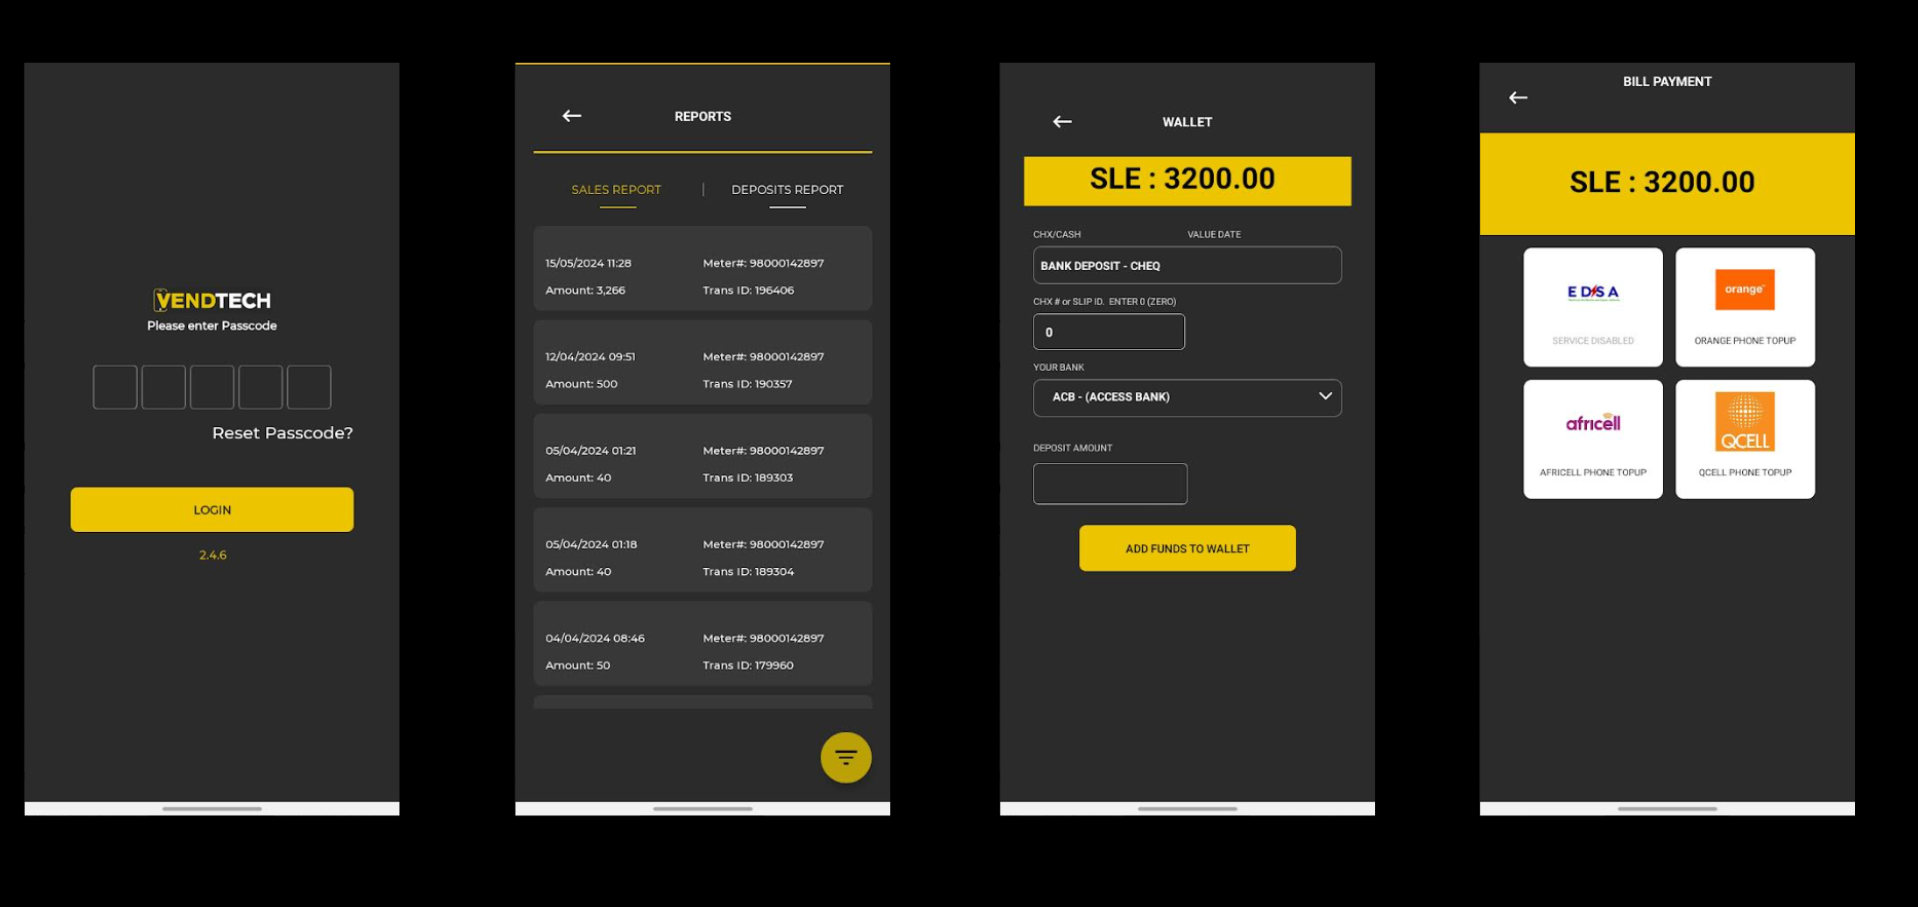 VENDTECH
Please enter Passcode
Reset Passcode?
LOGIN
2.4.6
REPORTS
SALES REPORT | DEPOSITS REPORT
15/05/2024 11:28 Meter#: 98000142897
Amount: 3,266 Trans ID: 196406
12/04/2024 09:51 Meter#: 98000142897
Amount: 500 Trans ID: 190357
05/04/2024 01:21 Meter#: 98000142897
Amount: 40 Trans ID: 189303
05/04/2024 01:18 Meter#: 98000142897
Amount: 40 Trans ID: 189304
04/04/2024 08:46 Meter#: 98000142897
Amount: 50 Trans ID: 179960
WALLET
SLE : 3200.00
CHX/CASH VALUE DATE
BANK DEPOSIT - CHEQ
CHX # or SLIP ID. ENTER 0 (ZERO)
0
YOUR BANK
ACB - (ACCESS BANK)
DEPOSIT AMOUNT
ADD FUNDS TO WALLET
BILL PAYMENT
SLE : 3200.00
EDSA
SERVICE DISABLED
orange
ORANGE PHONE TOPUP
africell
AFRICELL PHONE TOPUP
QCELL
QCELL PHONE TOPUP